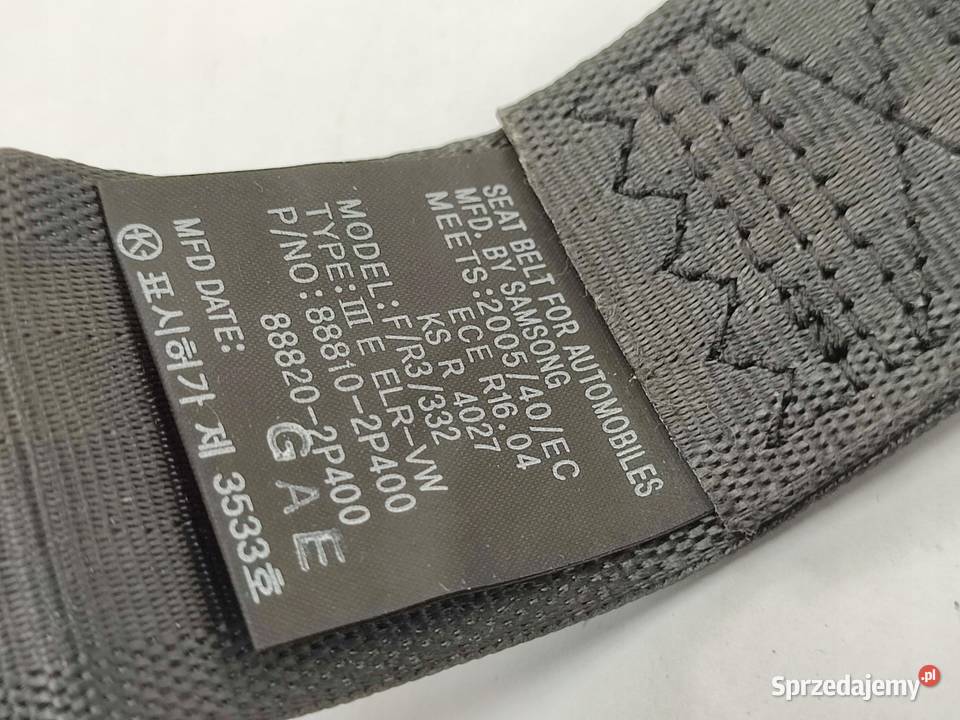 SEAT BELT FOR AUTOMOBILES
MFD. BY SAMSONG
MEETS:2005/40/EC
ECE R16.04
KS R 4027
MODEL:F/R3/332
TYPE:III E ELR-VW
P/NO:88810-2P400
88820-2P400
GAE
MFD DATE:
㉿ 표시허가 제 3533호
Sprzedajemy.pl